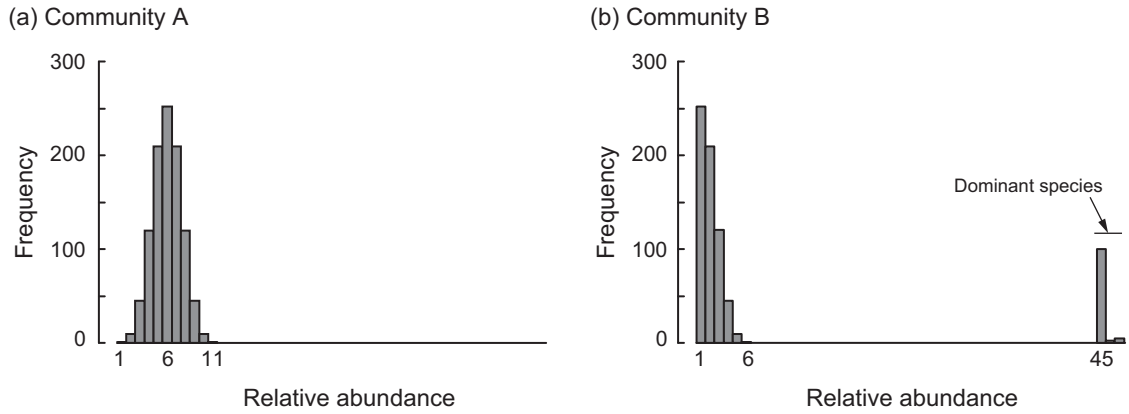 (a) Community A
300
200
100
0
Frequency
1 6 11
Relative abundance
(b) Community B
300
200
100
0
Frequency
Dominant species
1 6 45
Relative abundance